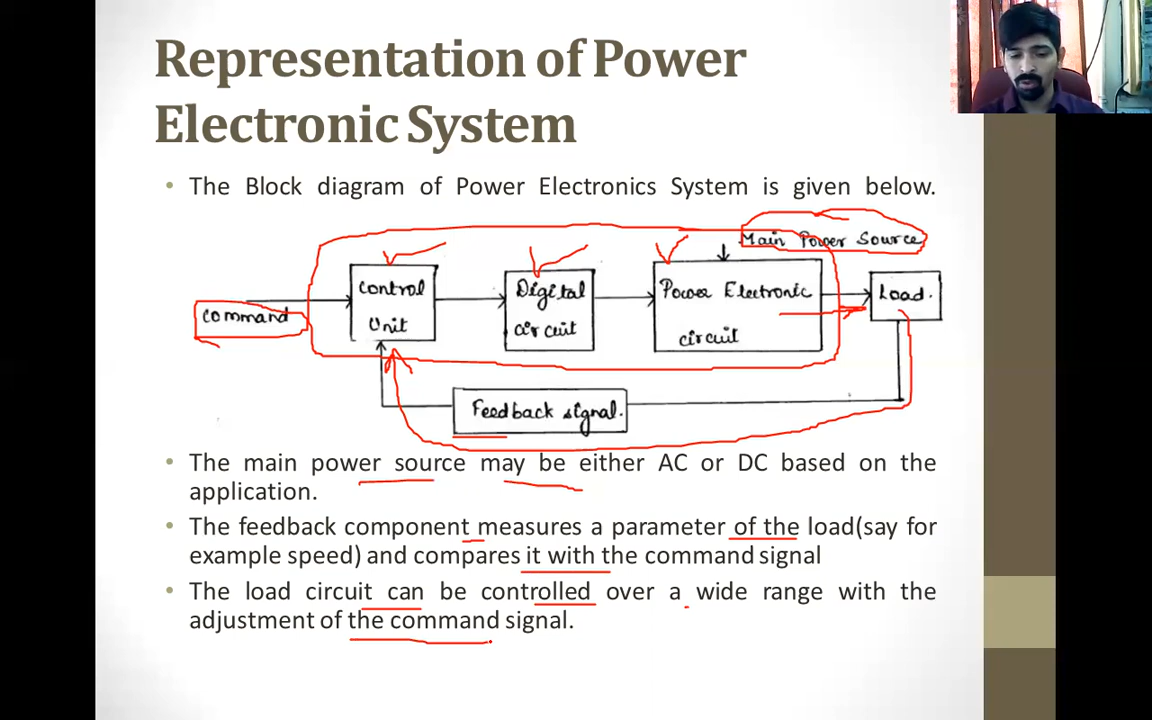 Representation of Power
Electronic System
• The Block diagram of Power Electronics System is given below.
Main Power Source
command
control
Unit
Digital
circuit
Power Electronic
circuit
Load.
Feedback signal.
• The main power source may be either AC or DC based on the
application.
• The feedback component measures a parameter of the load(say for
example speed) and compares it with the command signal
• The load circuit can be controlled over a wide range with the
adjustment of the command signal.